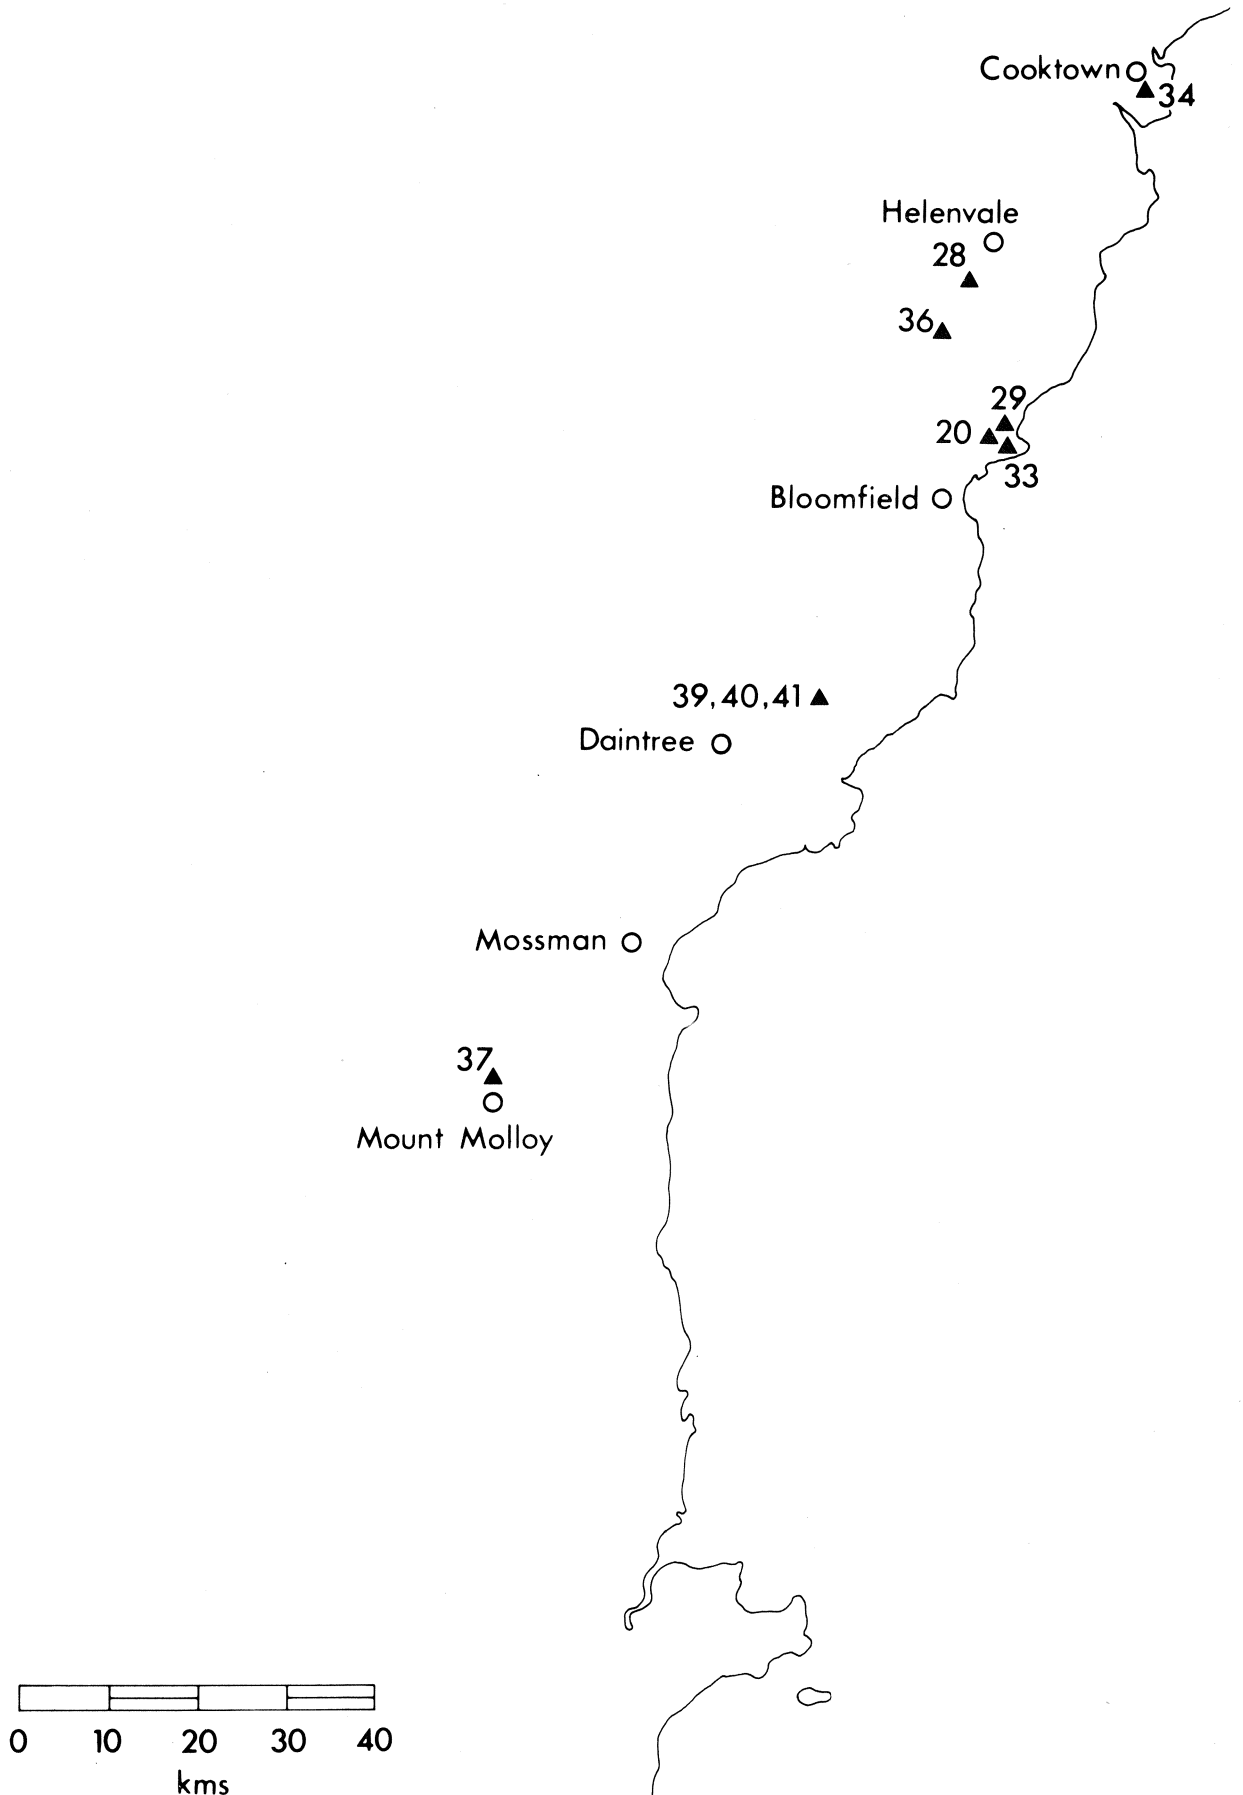 Cooktown
34
Helenvale
28
36
29
20
33
Bloomfield
39,40,41
Daintree
Mossman
37
Mount Molloy
0 10 20 30 40
kms